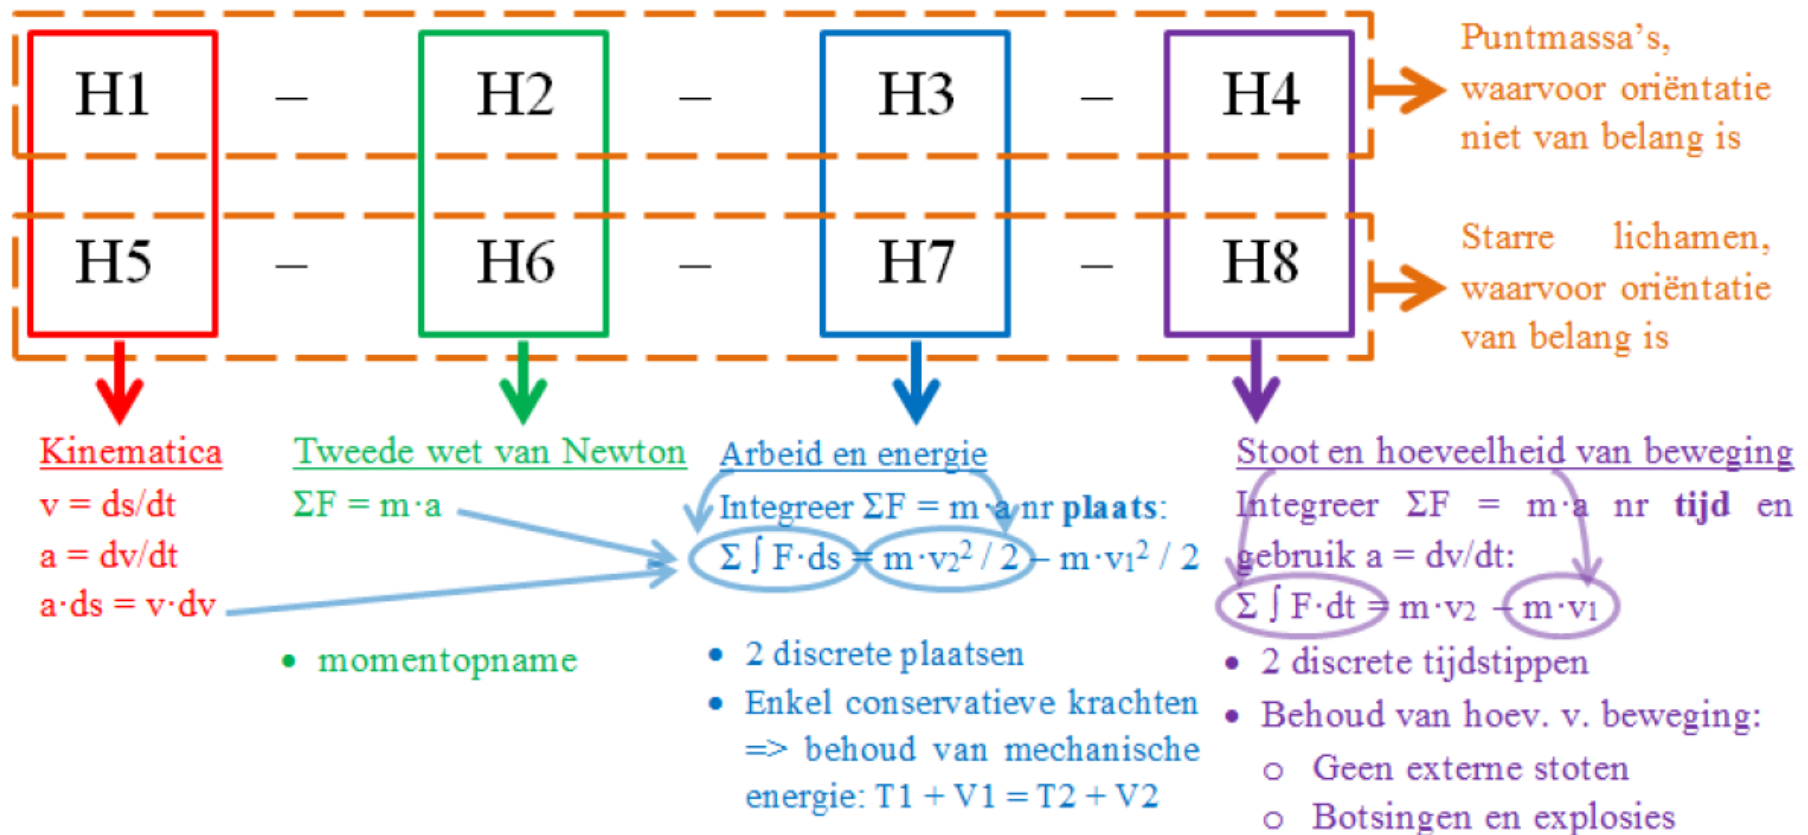 H1 – H2 – H3 – H4
Puntmassa's,
waarvoor oriëntatie
niet van belang is
H5 – H6 – H7 – H8
Starre lichamen,
waarvoor oriëntatie
van belang is
Kinematica
v = ds/dt
a = dv/dt
a·ds = v·dv
Tweede wet van Newton
ΣF = m·a
• momentopname
Arbeid en energie
Integreer ΣF = m·a nr plaats:
Σ ∫ F·ds = m·v₂² / 2 – m·v₁² / 2
• 2 discrete plaatsen
• Enkel conservatieve krachten
=> behoud van mechanische
energie: T1 + V1 = T2 + V2
Stoot en hoeveelheid van beweging
Integreer ΣF = m·a nr tijd en
gebruik a = dv/dt:
Σ ∫ F·dt = m·v₂ – m·v₁
• 2 discrete tijdstippen
• Behoud van hoev. v. beweging:
o Geen externe stoten
o Botsingen en explosies